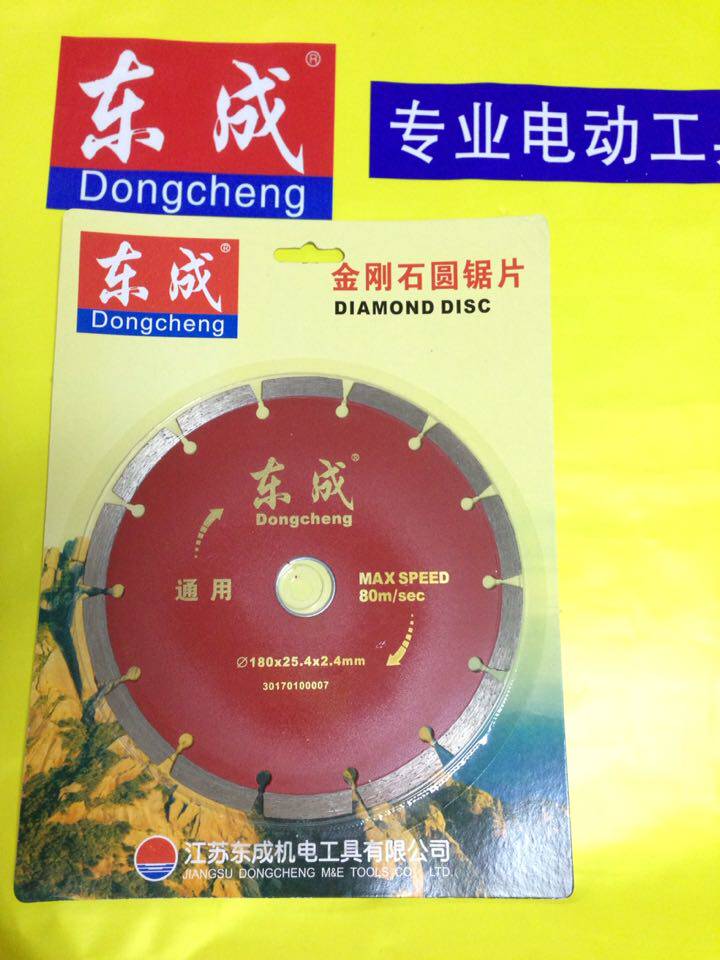 东成®
Dongcheng
专业电动工具
东成®
Dongcheng
金刚石圆锯片
DIAMOND DISC
东成®
Dongcheng
通用
MAX SPEED
80m/sec
Ø180x25.4x2.4mm
30170100007
江苏东成机电工具有限公司
JIANGSU DONGCHENG M&E TOOLS CO., LTD.